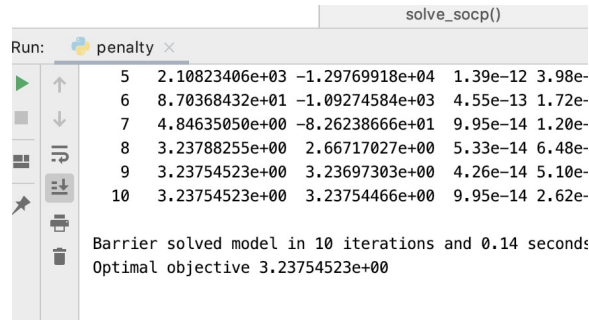 solve_socp()
Run: penalty ×
5 2.10823406e+03 -1.29769918e+04 1.39e-12 3.98e-
6 8.70368432e+01 -1.09274584e+03 4.55e-13 1.72e-
7 4.84635050e+00 -8.26238666e+01 9.95e-14 1.20e-
8 3.23788255e+00 2.66717027e+00 5.33e-14 6.48e-
9 3.23754523e+00 3.23697303e+00 4.26e-14 5.10e-
10 3.23754523e+00 3.23754466e+00 9.95e-14 2.62e-
Barrier solved model in 10 iterations and 0.14 seconds
Optimal objective 3.23754523e+00